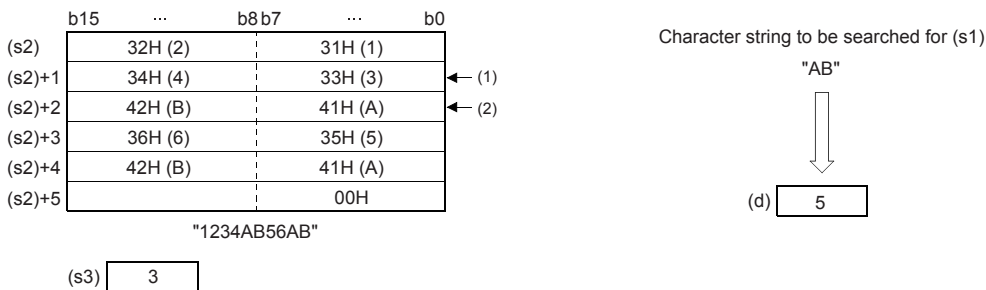 b15 ... b8 b7 ... b0
(s2) 32H (2) 31H (1)
(s2)+1 34H (4) 33H (3) (1)
(s2)+2 42H (B) 41H (A) (2)
(s2)+3 36H (6) 35H (5)
(s2)+4 42H (B) 41H (A)
(s2)+5 00H
"1234AB56AB"
(s3) 3
Character string to be searched for (s1)
"AB"
(d) 5